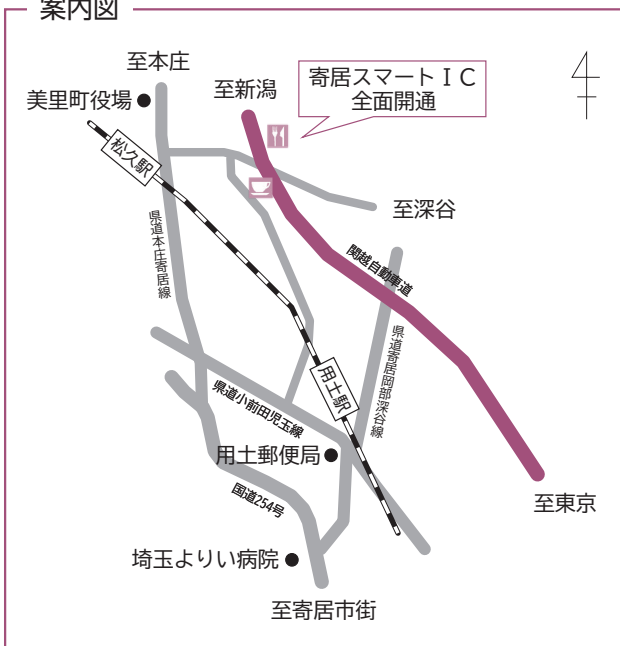 案内図
至本庄
美里町役場
至新潟
寄居スマートＩＣ
全面開通
松久駅
至深谷
県道本庄寄居線
関越自動車道
県道寄居岡部深谷線
用土駅
県道小前田児玉線
用土郵便局
国道254号
至東京
埼玉よりい病院
至寄居市街